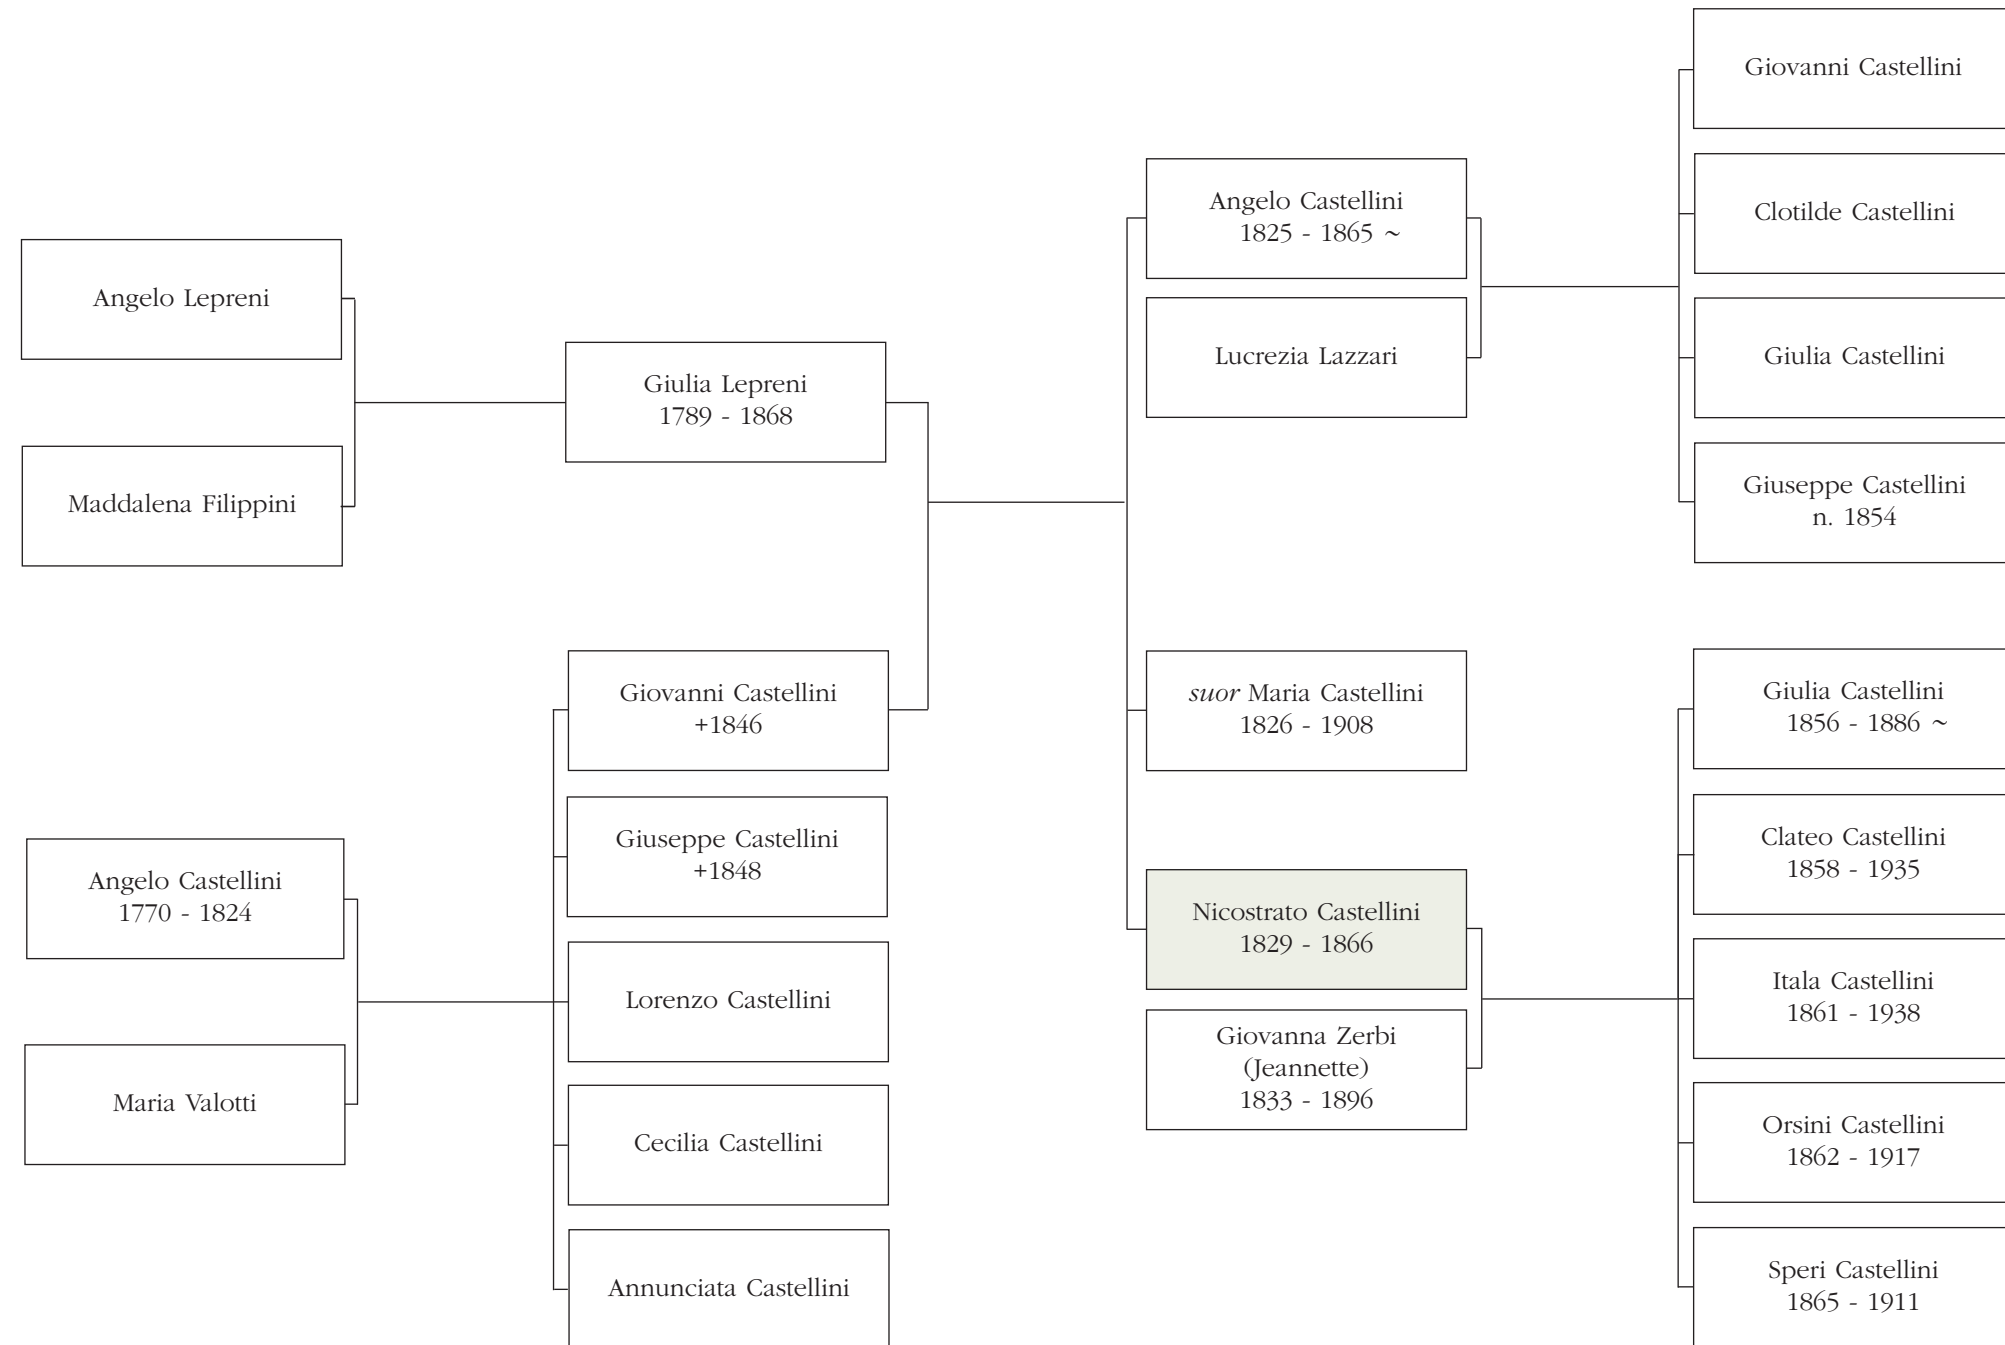 Angelo Lepreni
Maddalena Filippini
Angelo Castellini
1770 - 1824
Maria Valotti
Giulia Lepreni
1789 - 1868
Giovanni Castellini
+1846
Giuseppe Castellini
+1848
Lorenzo Castellini
Cecilia Castellini
Annunciata Castellini
Angelo Castellini
1825 - 1865 ~
Lucrezia Lazzari
suor Maria Castellini
1826 - 1908
Nicostrato Castellini
1829 - 1866
Giovanna Zerbi
(Jeannette)
1833 - 1896
Giovanni Castellini
Clotilde Castellini
Giulia Castellini
Giuseppe Castellini
n. 1854
Giulia Castellini
1856 - 1886 ~
Clateo Castellini
1858 - 1935
Itala Castellini
1861 - 1938
Orsini Castellini
1862 - 1917
Speri Castellini
1865 - 1911